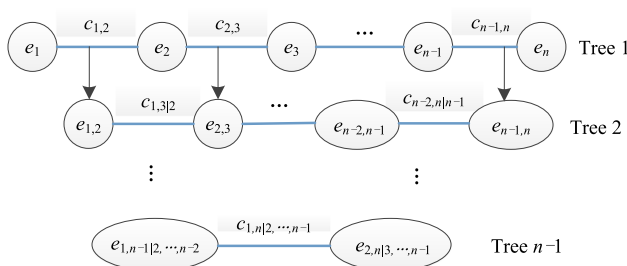 c1,2 c2,3 ... cn−1,n
e1 e2 e3 en−1 en Tree 1
c1,3|2 ... cn−2,n|n−1
e1,2 e2,3 en−2,n−1 en−1,n Tree 2
⋮ ⋮
c1,n|2,⋯,n−1
e1,n−1|2,⋯,n−2 e2,n|3,⋯,n−1 Tree n−1